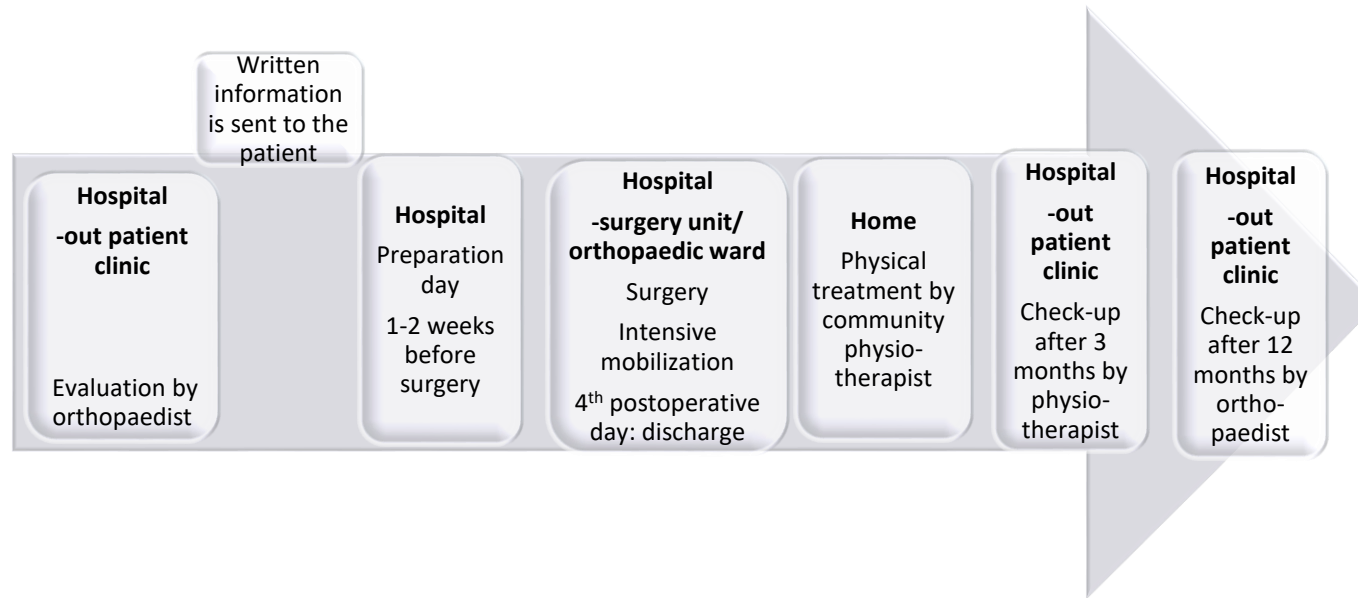 Written
information
is sent to the
patient
Hospital
-out patient
clinic
Evaluation by
orthopaedist
Hospital
Preparation
day
1-2 weeks
before
surgery
Hospital
-surgery unit/
orthopaedic ward
Surgery
Intensive
mobilization
4th postoperative
day: discharge
Home
Physical
treatment by
community
physio-
therapist
Hospital
-out
patient
clinic
Check-up
after 3
months by
physio-
therapist
Hospital
-out
patient
clinic
Check-up
after 12
months by
ortho-
paedist